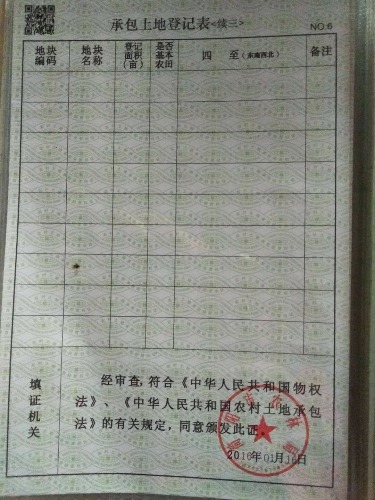 承包土地登记表<续三>
NO.6
地块编码 地块名称 登记面积(亩) 是否基本农田 四 至(东南西北) 备注
填证机关
经审查,符合《中华人民共和国物权
法》、《中华人民共和国农村土地承包
法》的有关规定,同意颁发此证。
2016年01月16日